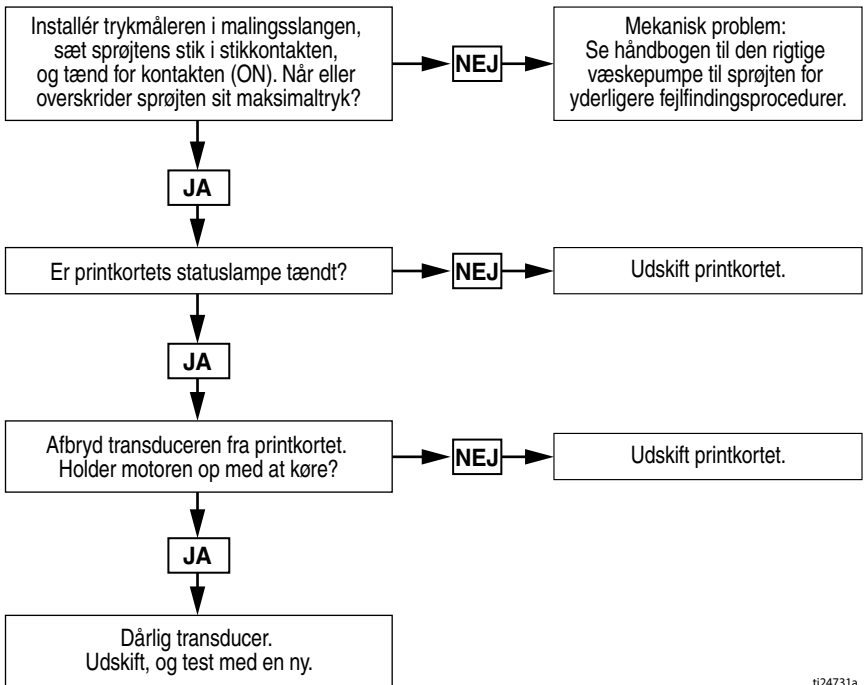 Installér trykmåleren i malingsslangen,
sæt sprøjtens stik i stikkontakten,
og tænd for kontakten (ON). Når eller
overskrider sprøjten sit maksimaltryk?
NEJ
Mekanisk problem:
Se håndbogen til den rigtige
væskepumpe til sprøjten for
yderligere fejlfindingsprocedurer.
JA
Er printkortets statuslampe tændt?
NEJ
Udskift printkortet.
JA
Afbryd transduceren fra printkortet.
Holder motoren op med at køre?
NEJ
Udskift printkortet.
JA
Dårlig transducer.
Udskift, og test med en ny.
ti24731a